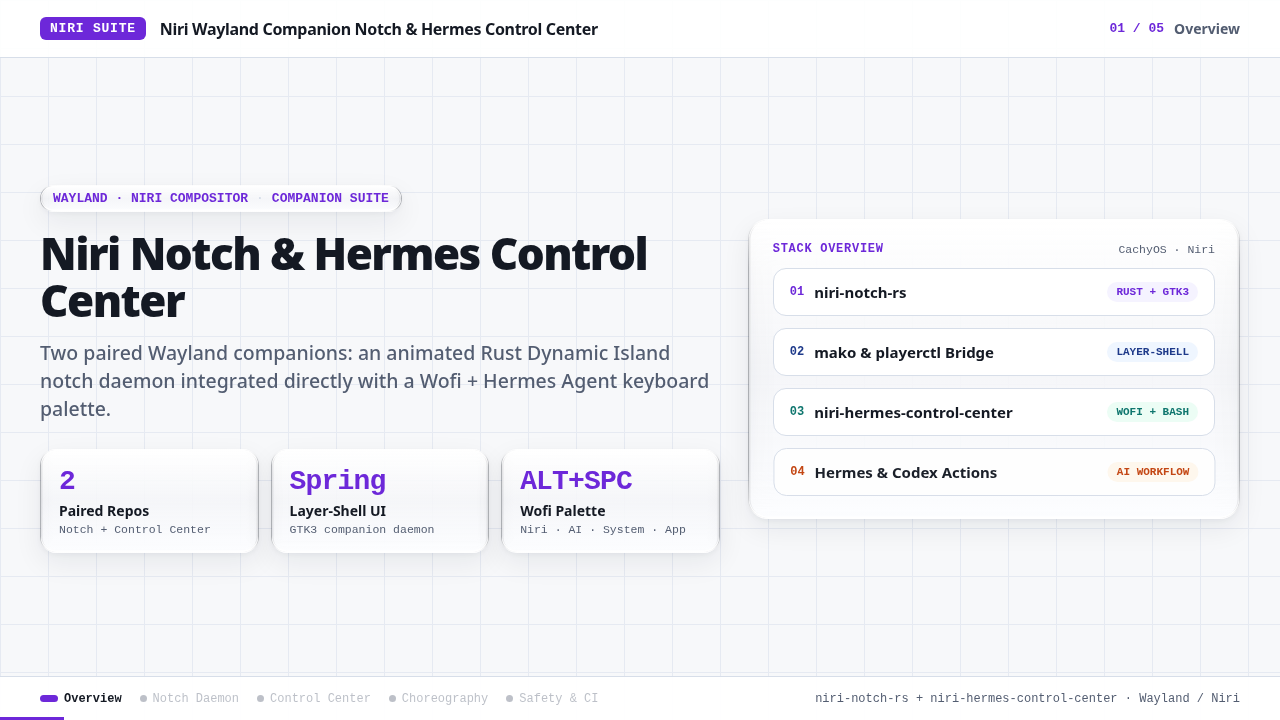 NIRI SUITE
Niri Wayland Companion Notch & Hermes Control Center
01 / 05 Overview
WAYLAND · NIRI COMPOSITOR · COMPANION SUITE
Niri Notch & Hermes Control
Center
Two paired Wayland companions: an animated Rust Dynamic Island
notch daemon integrated directly with a Wofi + Hermes Agent keyboard
palette.
2
Paired Repos
Notch + Control Center
Spring
Layer-Shell UI
GTK3 companion daemon
ALT+SPC
Wofi Palette
Niri · AI · System · App
STACK OVERVIEW
CachyOS · Niri
01 niri-notch-rs RUST + GTK3
02 mako & playerctl Bridge LAYER-SHELL
03 niri-hermes-control-center WOFI + BASH
04 Hermes & Codex Actions AI WORKFLOW
Overview Notch Daemon Control Center Choreography Safety & CI
niri-notch-rs + niri-hermes-control-center · Wayland / Niri